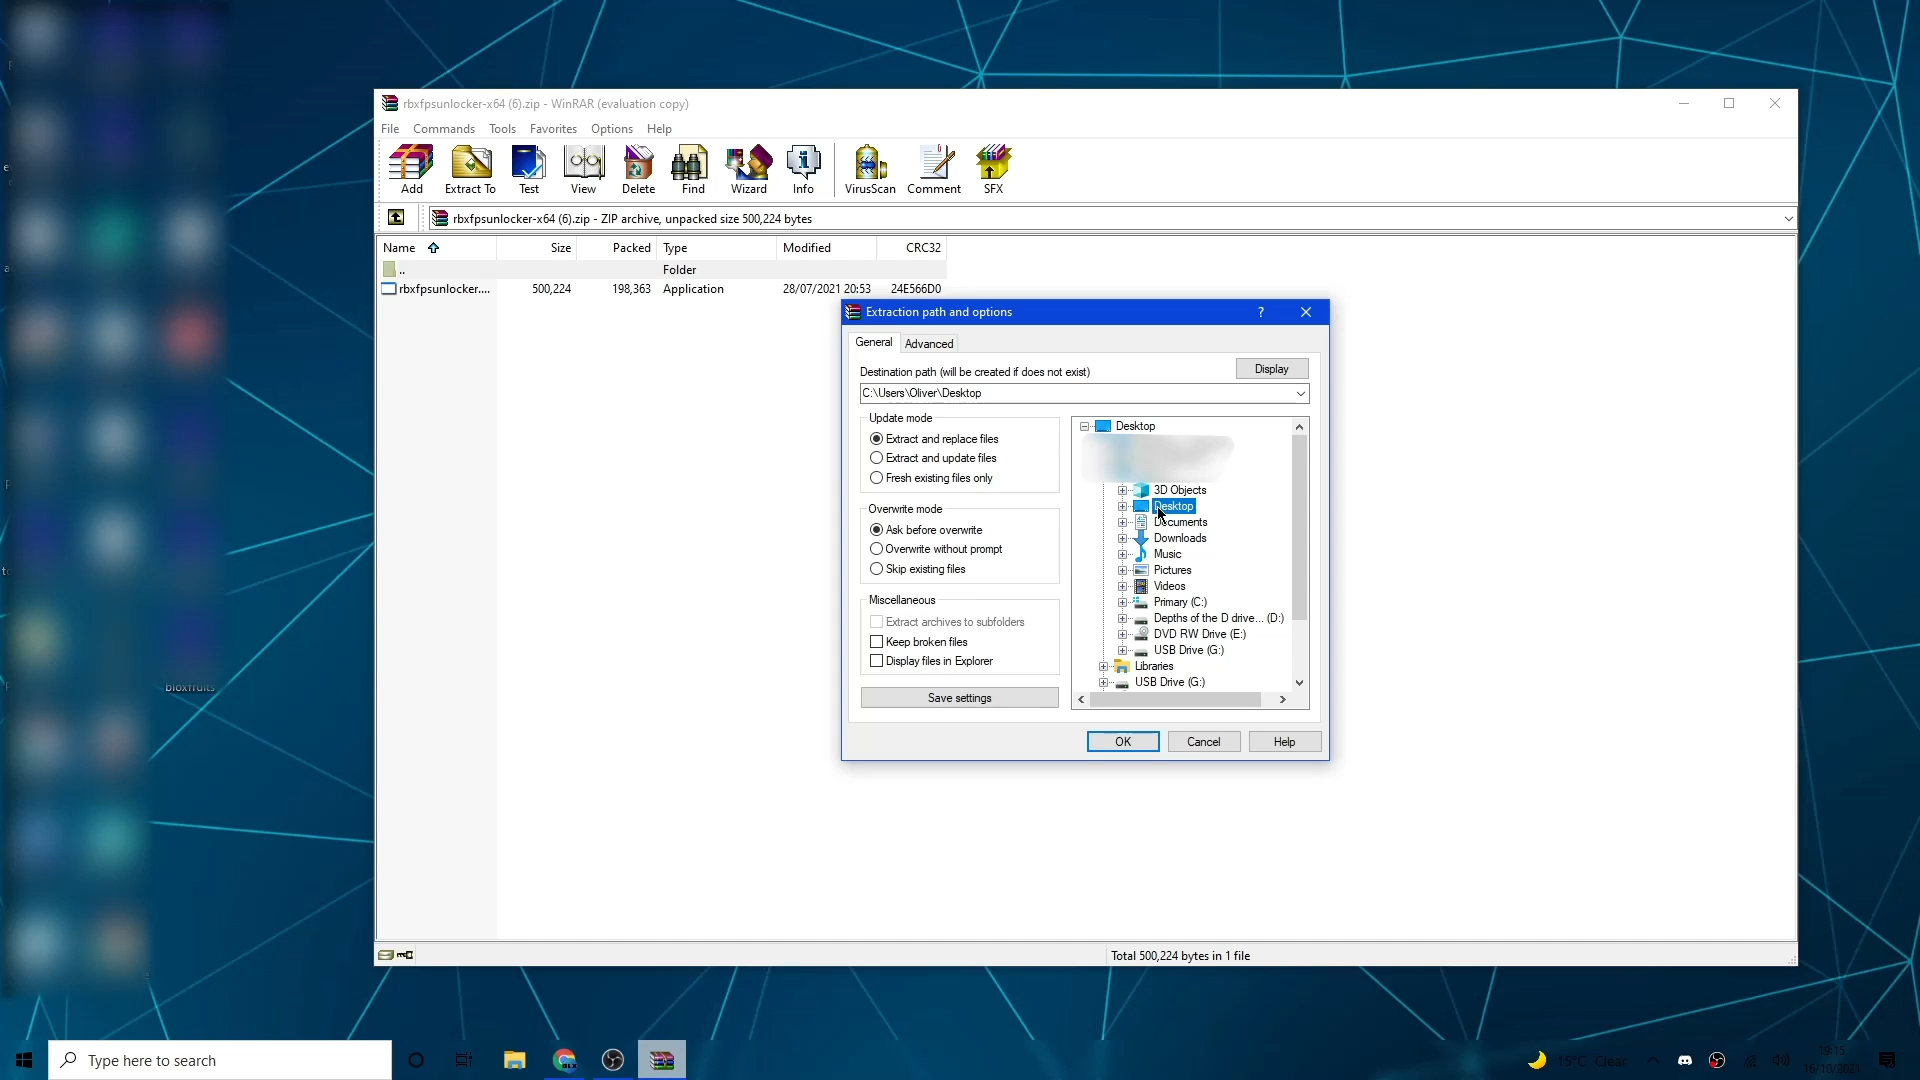 rbxfpsunlocker-x64 (6).zip - WinRAR (evaluation copy)
File Commands Tools Favorites Options Help
Add Extract To Test View Delete Find Wizard Info VirusScan Comment SFX
rbxfpsunlocker-x64 (6).zip - ZIP archive, unpacked size 500,224 bytes
Name Size Packed Type Modified CRC32
.. Folder
rbxfpsunlocker.... 500,224 198,363 Application 28/07/2021 20:53 24E566D0
Extraction path and options ?
General Advanced
Destination path (will be created if does not exist) Display
C:\Users\Oliver\Desktop
Update mode
Extract and replace files
Extract and update files
Fresh existing files only
Overwrite mode
Ask before overwrite
Overwrite without prompt
Skip existing files
Miscellaneous
Extract archives to subfolders
Keep broken files
Display files in Explorer
Save settings
Desktop
3D Objects
Desktop
Documents
Downloads
Music
Pictures
Videos
Primary (C:)
Depths of the D drive... (D:)
DVD RW Drive (E:)
USB Drive (G:)
Libraries
USB Drive (G:)
OK Cancel Help
bloxfruits
Total 500,224 bytes in 1 file
Type here to search
15°C Clear
19:15
16/10/2021